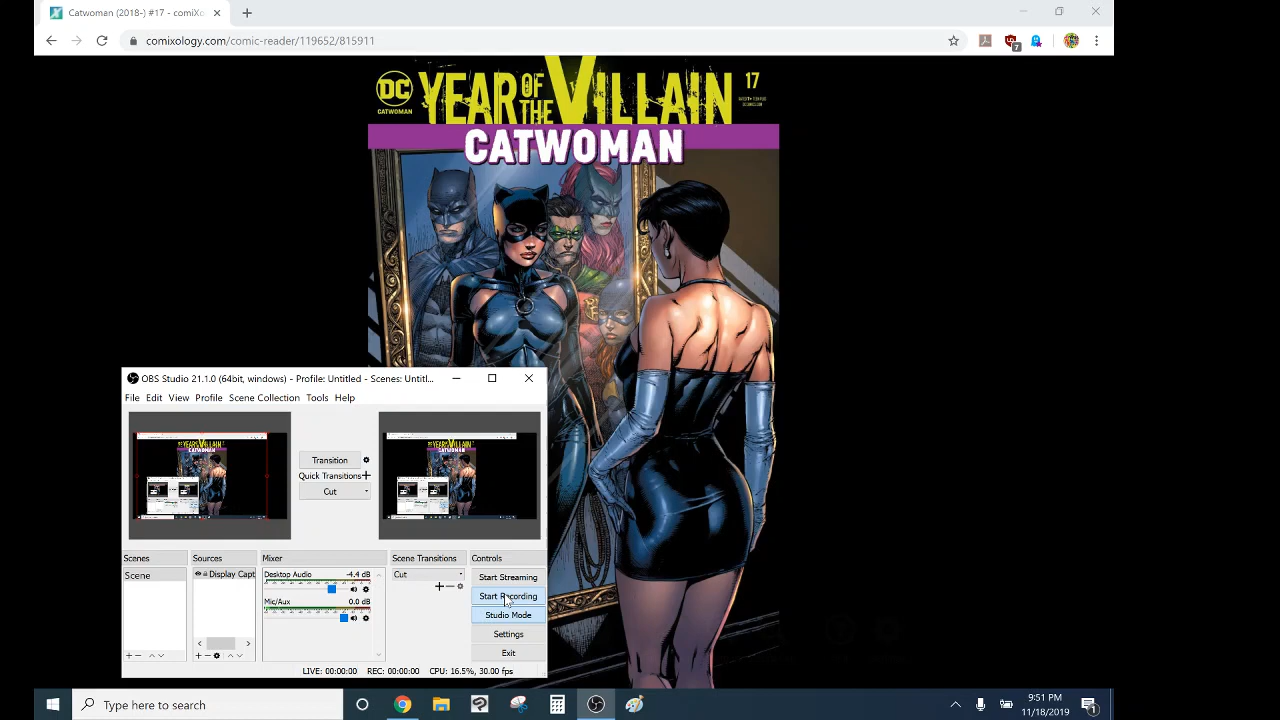 Catwoman (2018-) #17 - comiXo
comixology.com/comic-reader/119652/815911
7
DC
CATWOMAN
YEAR OF THE VILLAIN
17
CATWOMAN
OBS Studio 21.1.0 (64bit, windows) - Profile: Untitled - Scenes: Untitl...
File Edit View Profile Scene Collection Tools Help
Transition
Quick Transitions
Cut
Scenes
Scene
Sources
Display Capt
Mixer
Desktop Audio -4.4 dB
Mic/Aux 0.0 dB
Scene Transitions
Cut
Controls
Start Streaming
Start Recording
Studio Mode
Settings
Exit
LIVE: 00:00:00 REC: 00:00:00 CPU: 16.5%, 30.00 fps
Type here to search
9:51 PM
11/18/2019
1